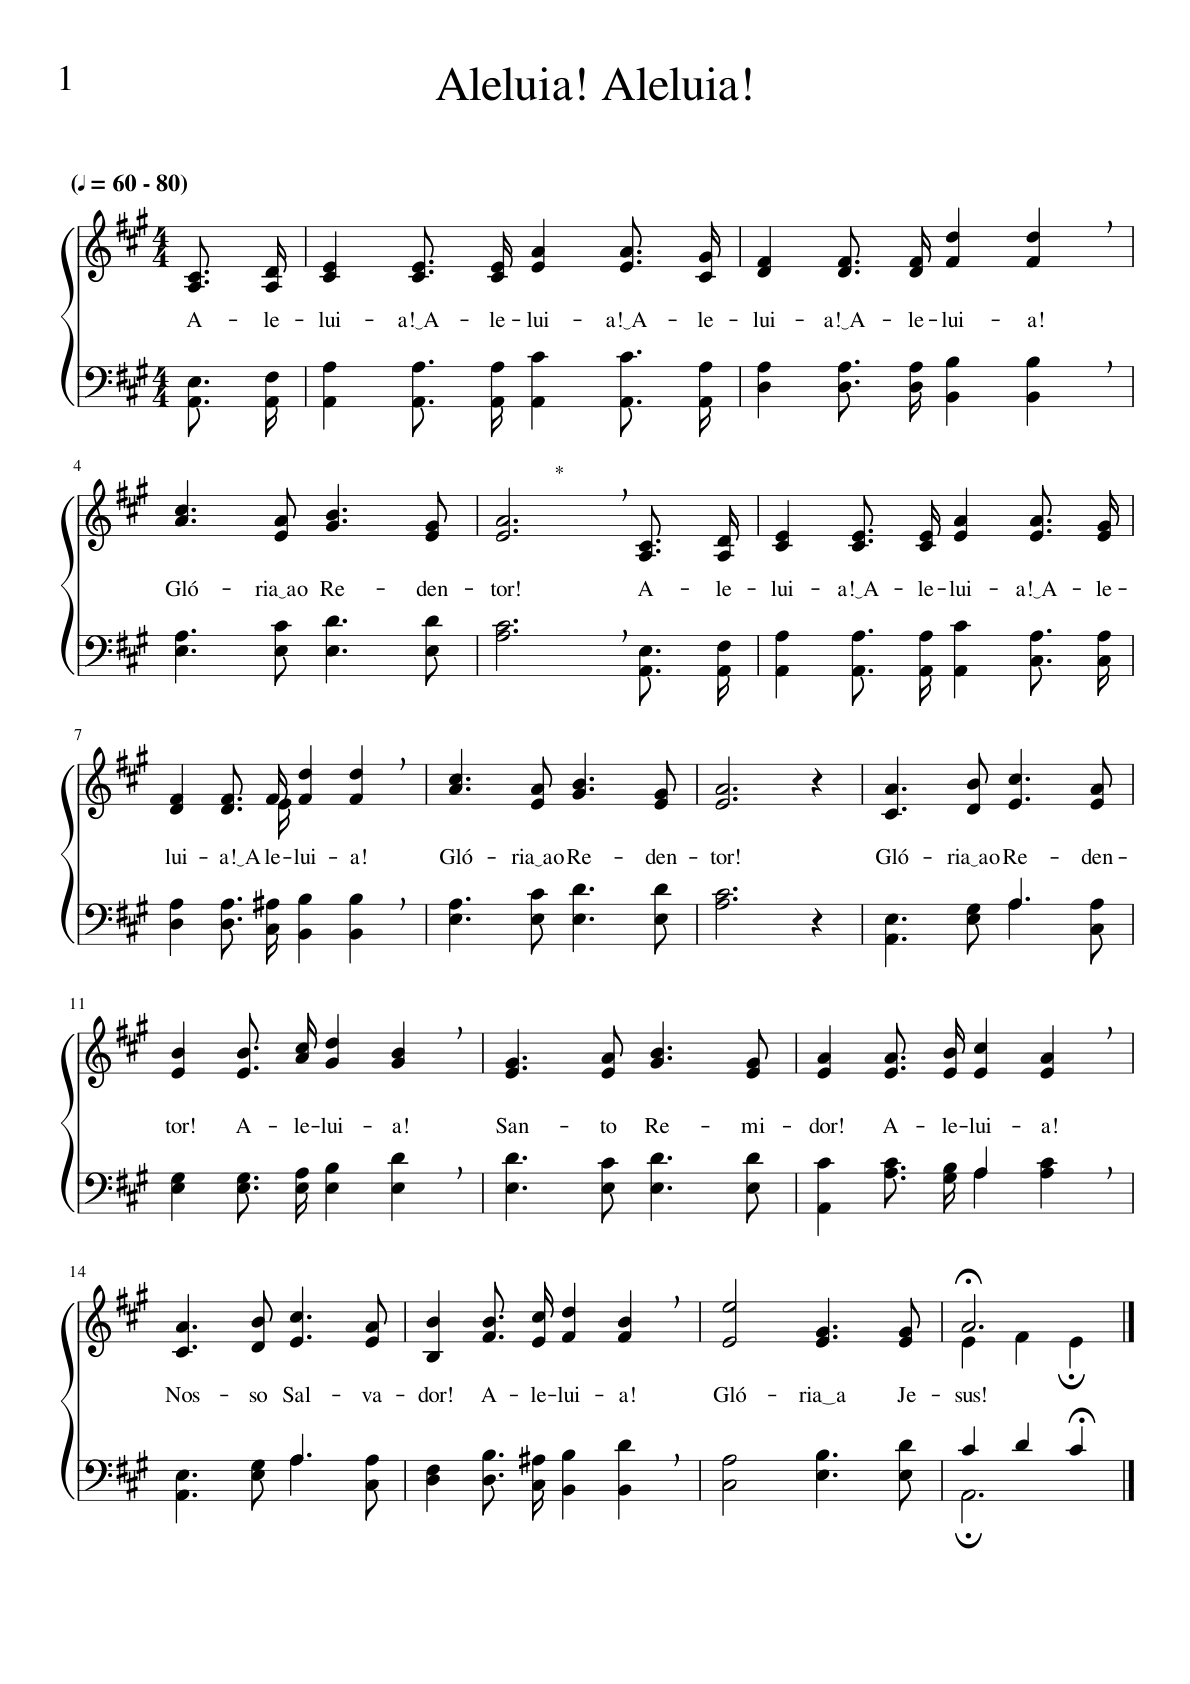 1
Aleluia! Aleluia!
(♩ = 60 - 80)
A - le - lui - a!‿A - le - lui - a!‿A - le - lui - a!‿A - le - lui - a!
4
*
Gló - ria‿ao Re - den - tor! A - le - lui - a!‿A - le - lui - a!‿A - le -
7
lui - a!‿A le - lui - a! Gló - ria‿ao Re - den - tor! Gló - ria‿ao Re - den -
11
tor! A - le - lui - a! San - to Re - mi - dor! A - le - lui - a!
14
Nos - so Sal - va - dor! A - le - lui - a! Gló - ria‿a Je - sus!